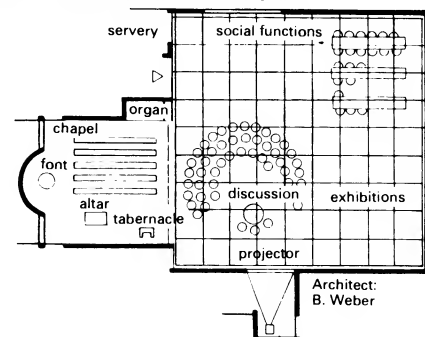 servery
social functions
organ
chapel
font
altar
tabernacle
discussion
exhibitions
projector
Architect:
B. Weber